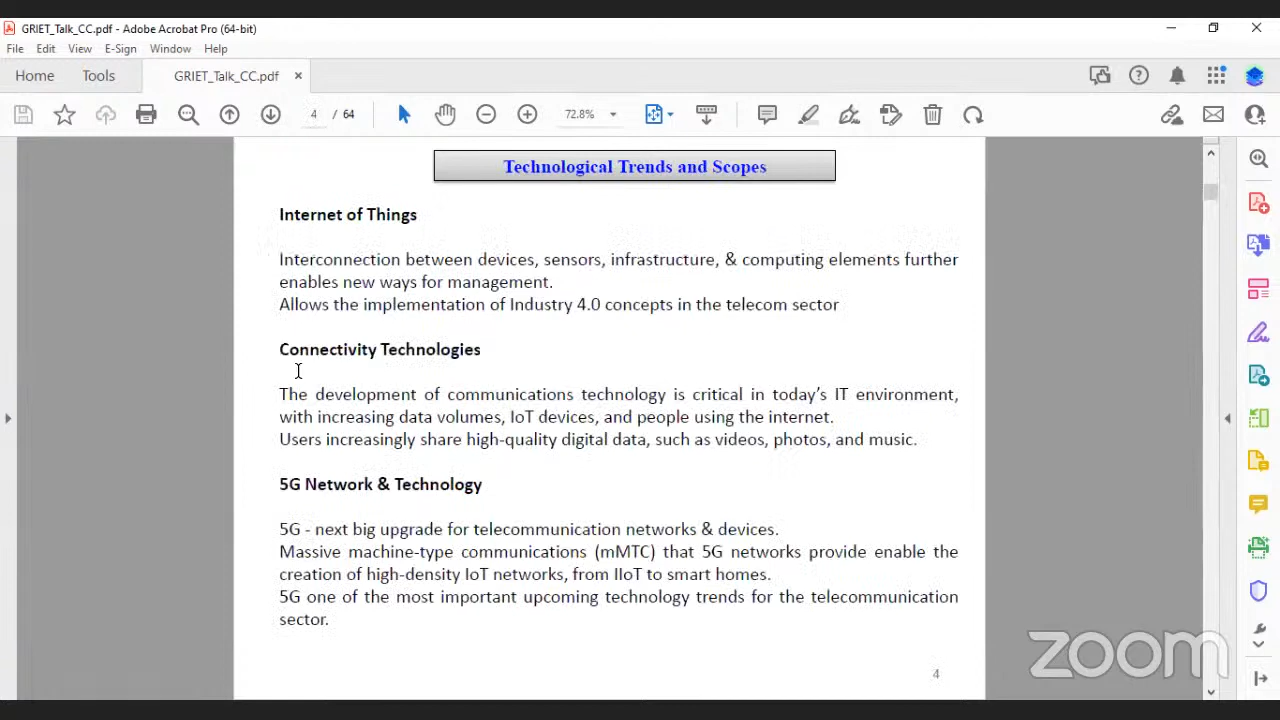 GRIET_Talk_CC.pdf - Adobe Acrobat Pro (64-bit)
File Edit View E-Sign Window Help
Home Tools GRIET_Talk_CC.pdf ×
4 / 64 72.8%
Technological Trends and Scopes
Internet of Things
Interconnection between devices, sensors, infrastructure, & computing elements further
enables new ways for management.
Allows the implementation of Industry 4.0 concepts in the telecom sector
Connectivity Technologies
The development of communications technology is critical in today’s IT environment,
with increasing data volumes, IoT devices, and people using the internet.
Users increasingly share high-quality digital data, such as videos, photos, and music.
5G Network & Technology
5G - next big upgrade for telecommunication networks & devices.
Massive machine-type communications (mMTC) that 5G networks provide enable the
creation of high-density IoT networks, from IIoT to smart homes.
5G one of the most important upcoming technology trends for the telecommunication
sector.
4
zoom